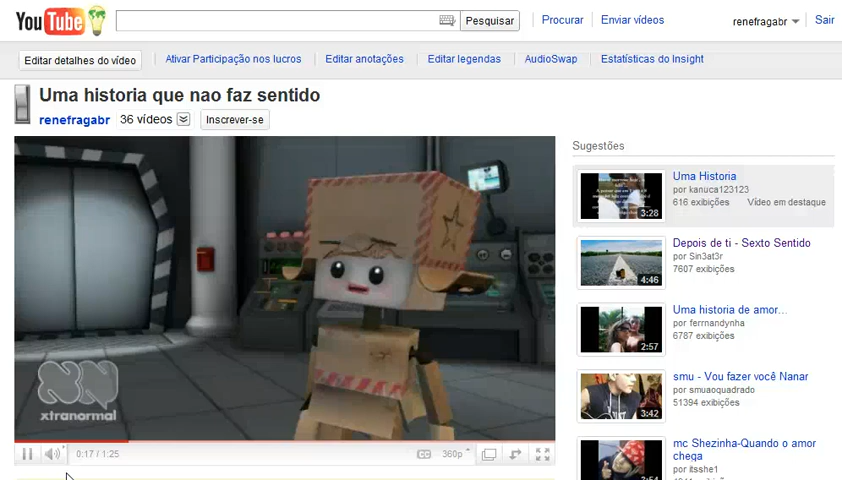 YouTube
Pesquisar
Procurar
Enviar vídeos
renefragabr
Sair
Editar detalhes do vídeo
Ativar Participação nos lucros
Editar anotações
Editar legendas
AudioSwap
Estatísticas do Insight
Uma historia que nao faz sentido
renefragabr
36 vídeos
Inscrever-se
xtranormal
0:17 / 1:25
CC
360p
Sugestões
3:28
Uma Historia
por kanuca123123
616 exibições
Vídeo em destaque
4:46
Depois de ti - Sexto Sentido
por Sin3at3r
7607 exibições
2:57
Uma historia de amor...
por ferrnandynha
6787 exibições
3:42
smu - Vou fazer você Nanar
por smuaoquadrado
51394 exibições
mc Shezinha-Quando o amor
chega
por itsshe1